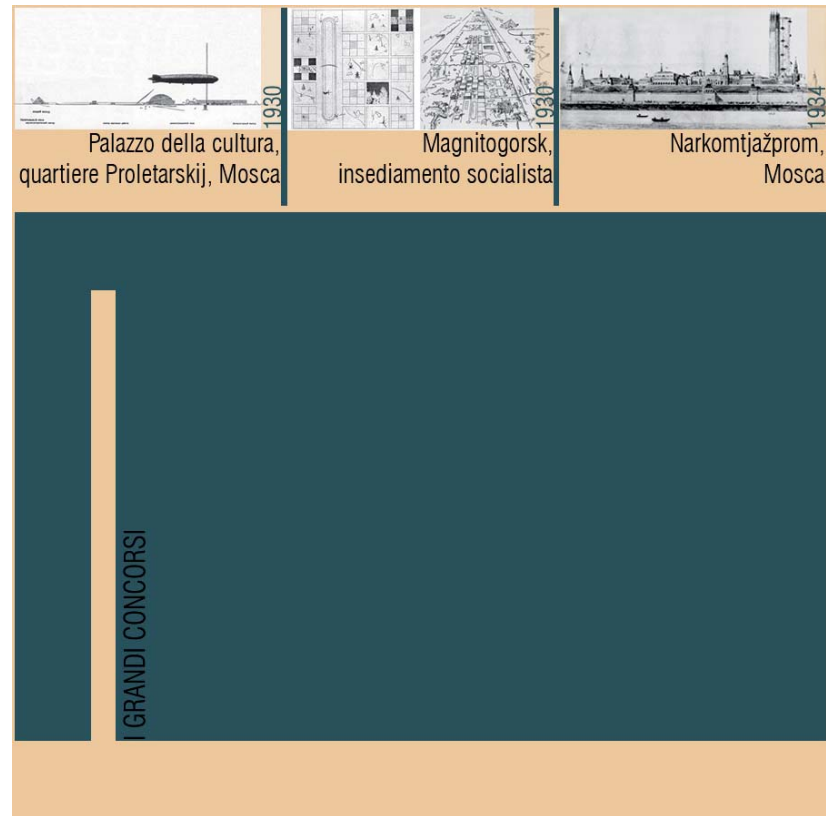 1930
Palazzo della cultura,
quartiere Proletarskij, Mosca
1930
Magnitogorsk,
insediamento socialista
1934
Narkomtjažprom,
Mosca
I GRANDI CONCORSI